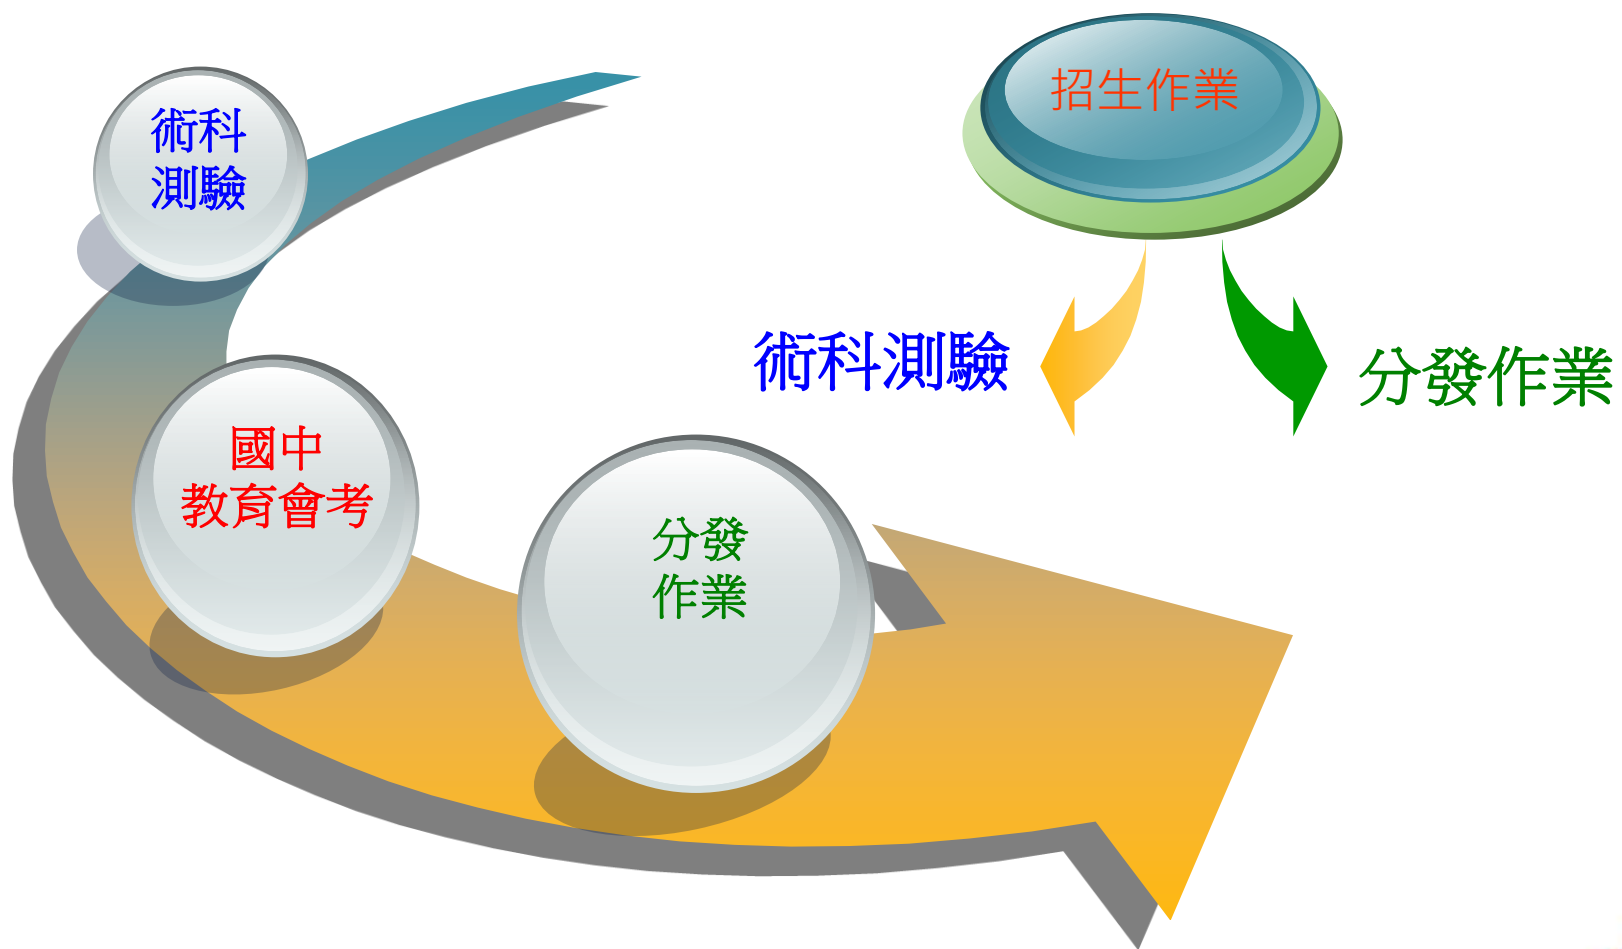 招生作業
術科
測驗
術科測驗
分發作業
國中
教育會考
分發
作業